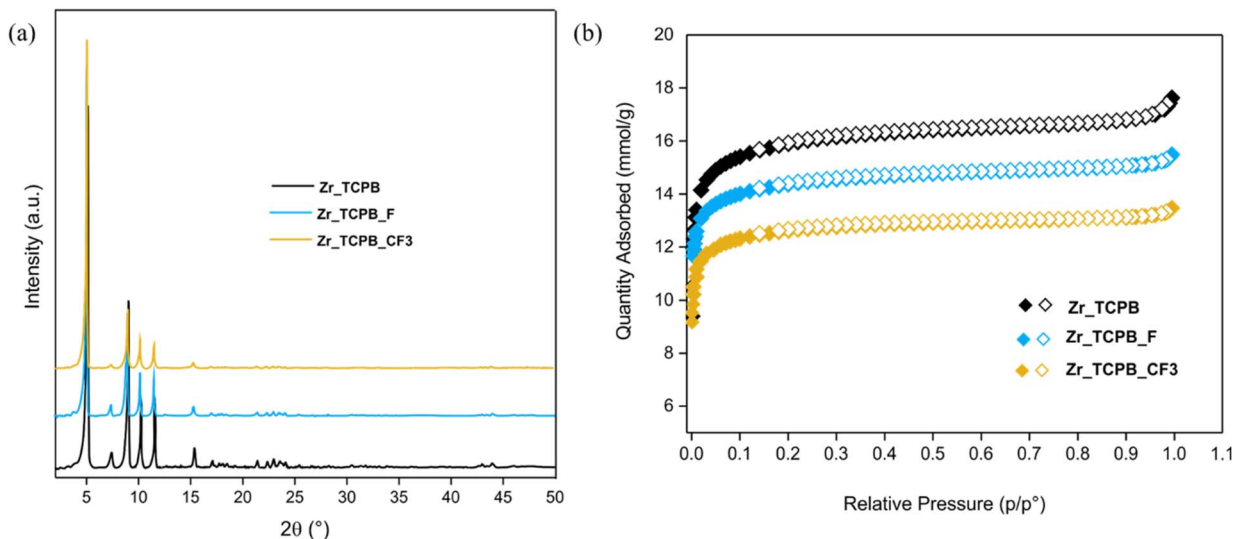 (a)
Intensity (a.u.)
Zr_TCPB
Zr_TCPB_F
Zr_TCPB_CF3
5 10 15 20 25 30 35 40 45 50
2θ (°)
(b)
Quantity Adsorbed (mmol/g)
20
18
16
14
12
10
8
6
Zr_TCPB
Zr_TCPB_F
Zr_TCPB_CF3
0.0 0.1 0.2 0.3 0.4 0.5 0.6 0.7 0.8 0.9 1.0 1.1
Relative Pressure (p/p°)